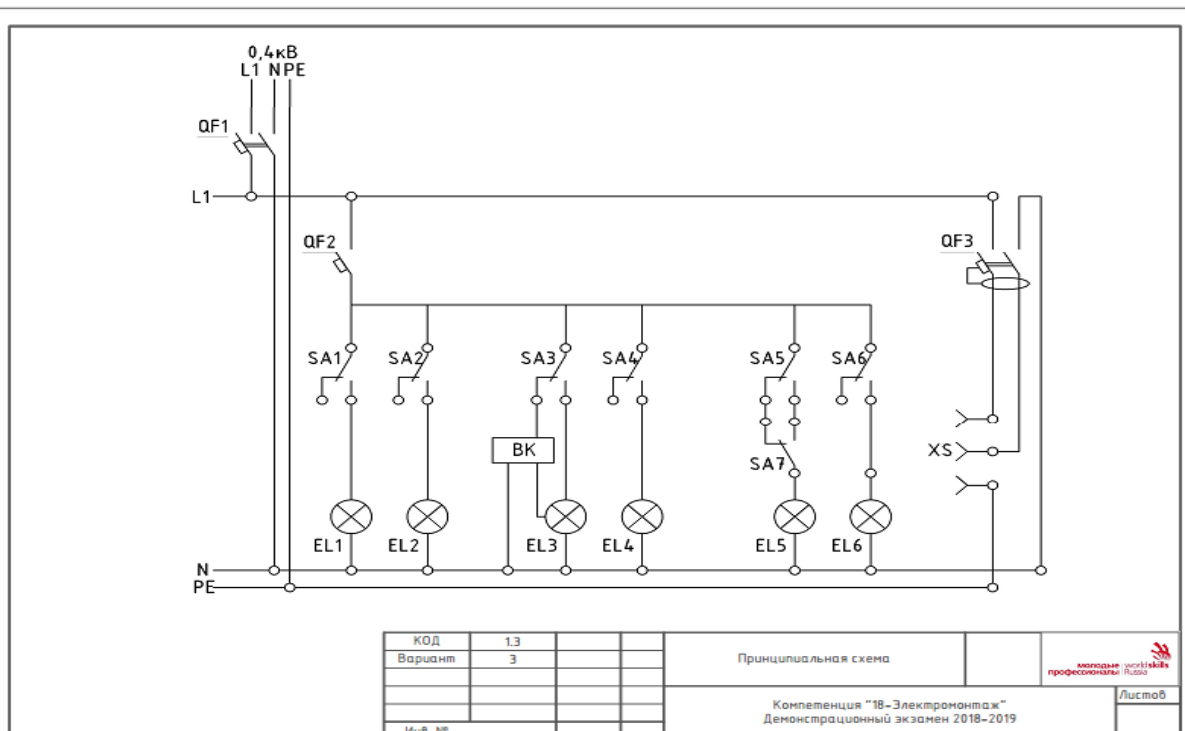 0,4кВ
L1 N PE
QF1
L1
QF2
QF3
SA1
SA2
SA3
SA4
SA5
SA6
BK
SA7
XS
EL1
EL2
EL3
EL4
EL5
EL6
N
PE
КОД 1.3
Вариант 3
Принципиальная схема
молодые профессионалы
worldskills Russia
Листов
Компетенция "18-Электромонтаж"
Демонстрационный экзамен 2018-2019
Инв. №